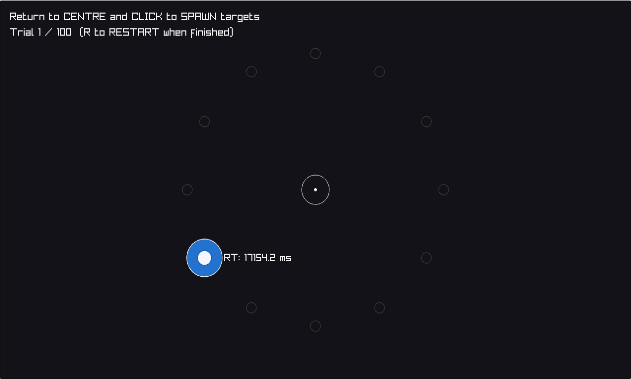 Return to CENTRE and CLICK to SPAWN targets
Trial 1 / 100 (R to RESTART when finished)
RT: 17154.2 ms